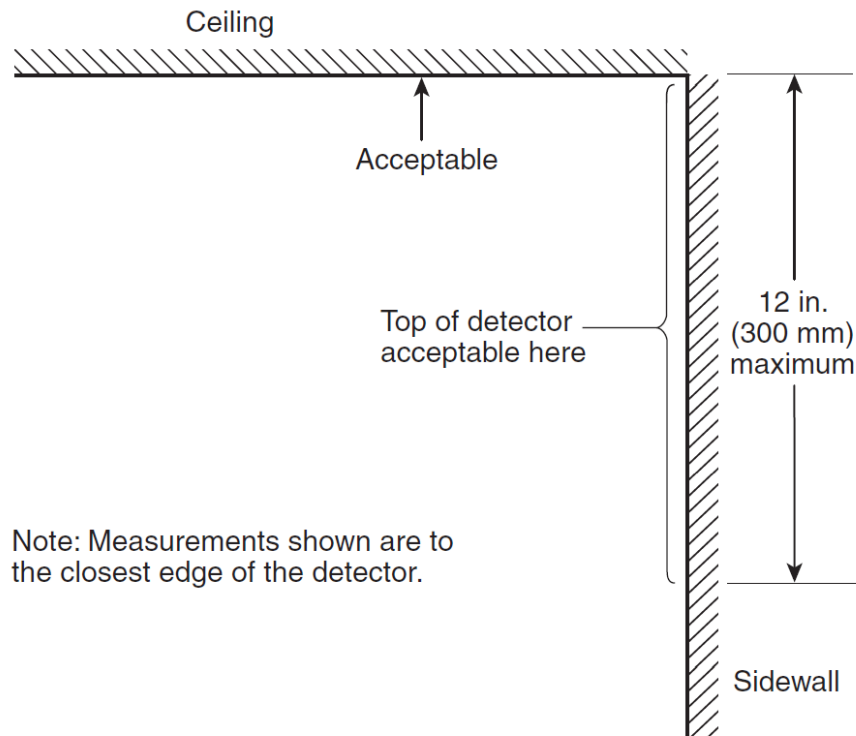 Ceiling
Acceptable
Top of detector
acceptable here
12 in.
(300 mm)
maximum
Note: Measurements shown are to
the closest edge of the detector.
Sidewall